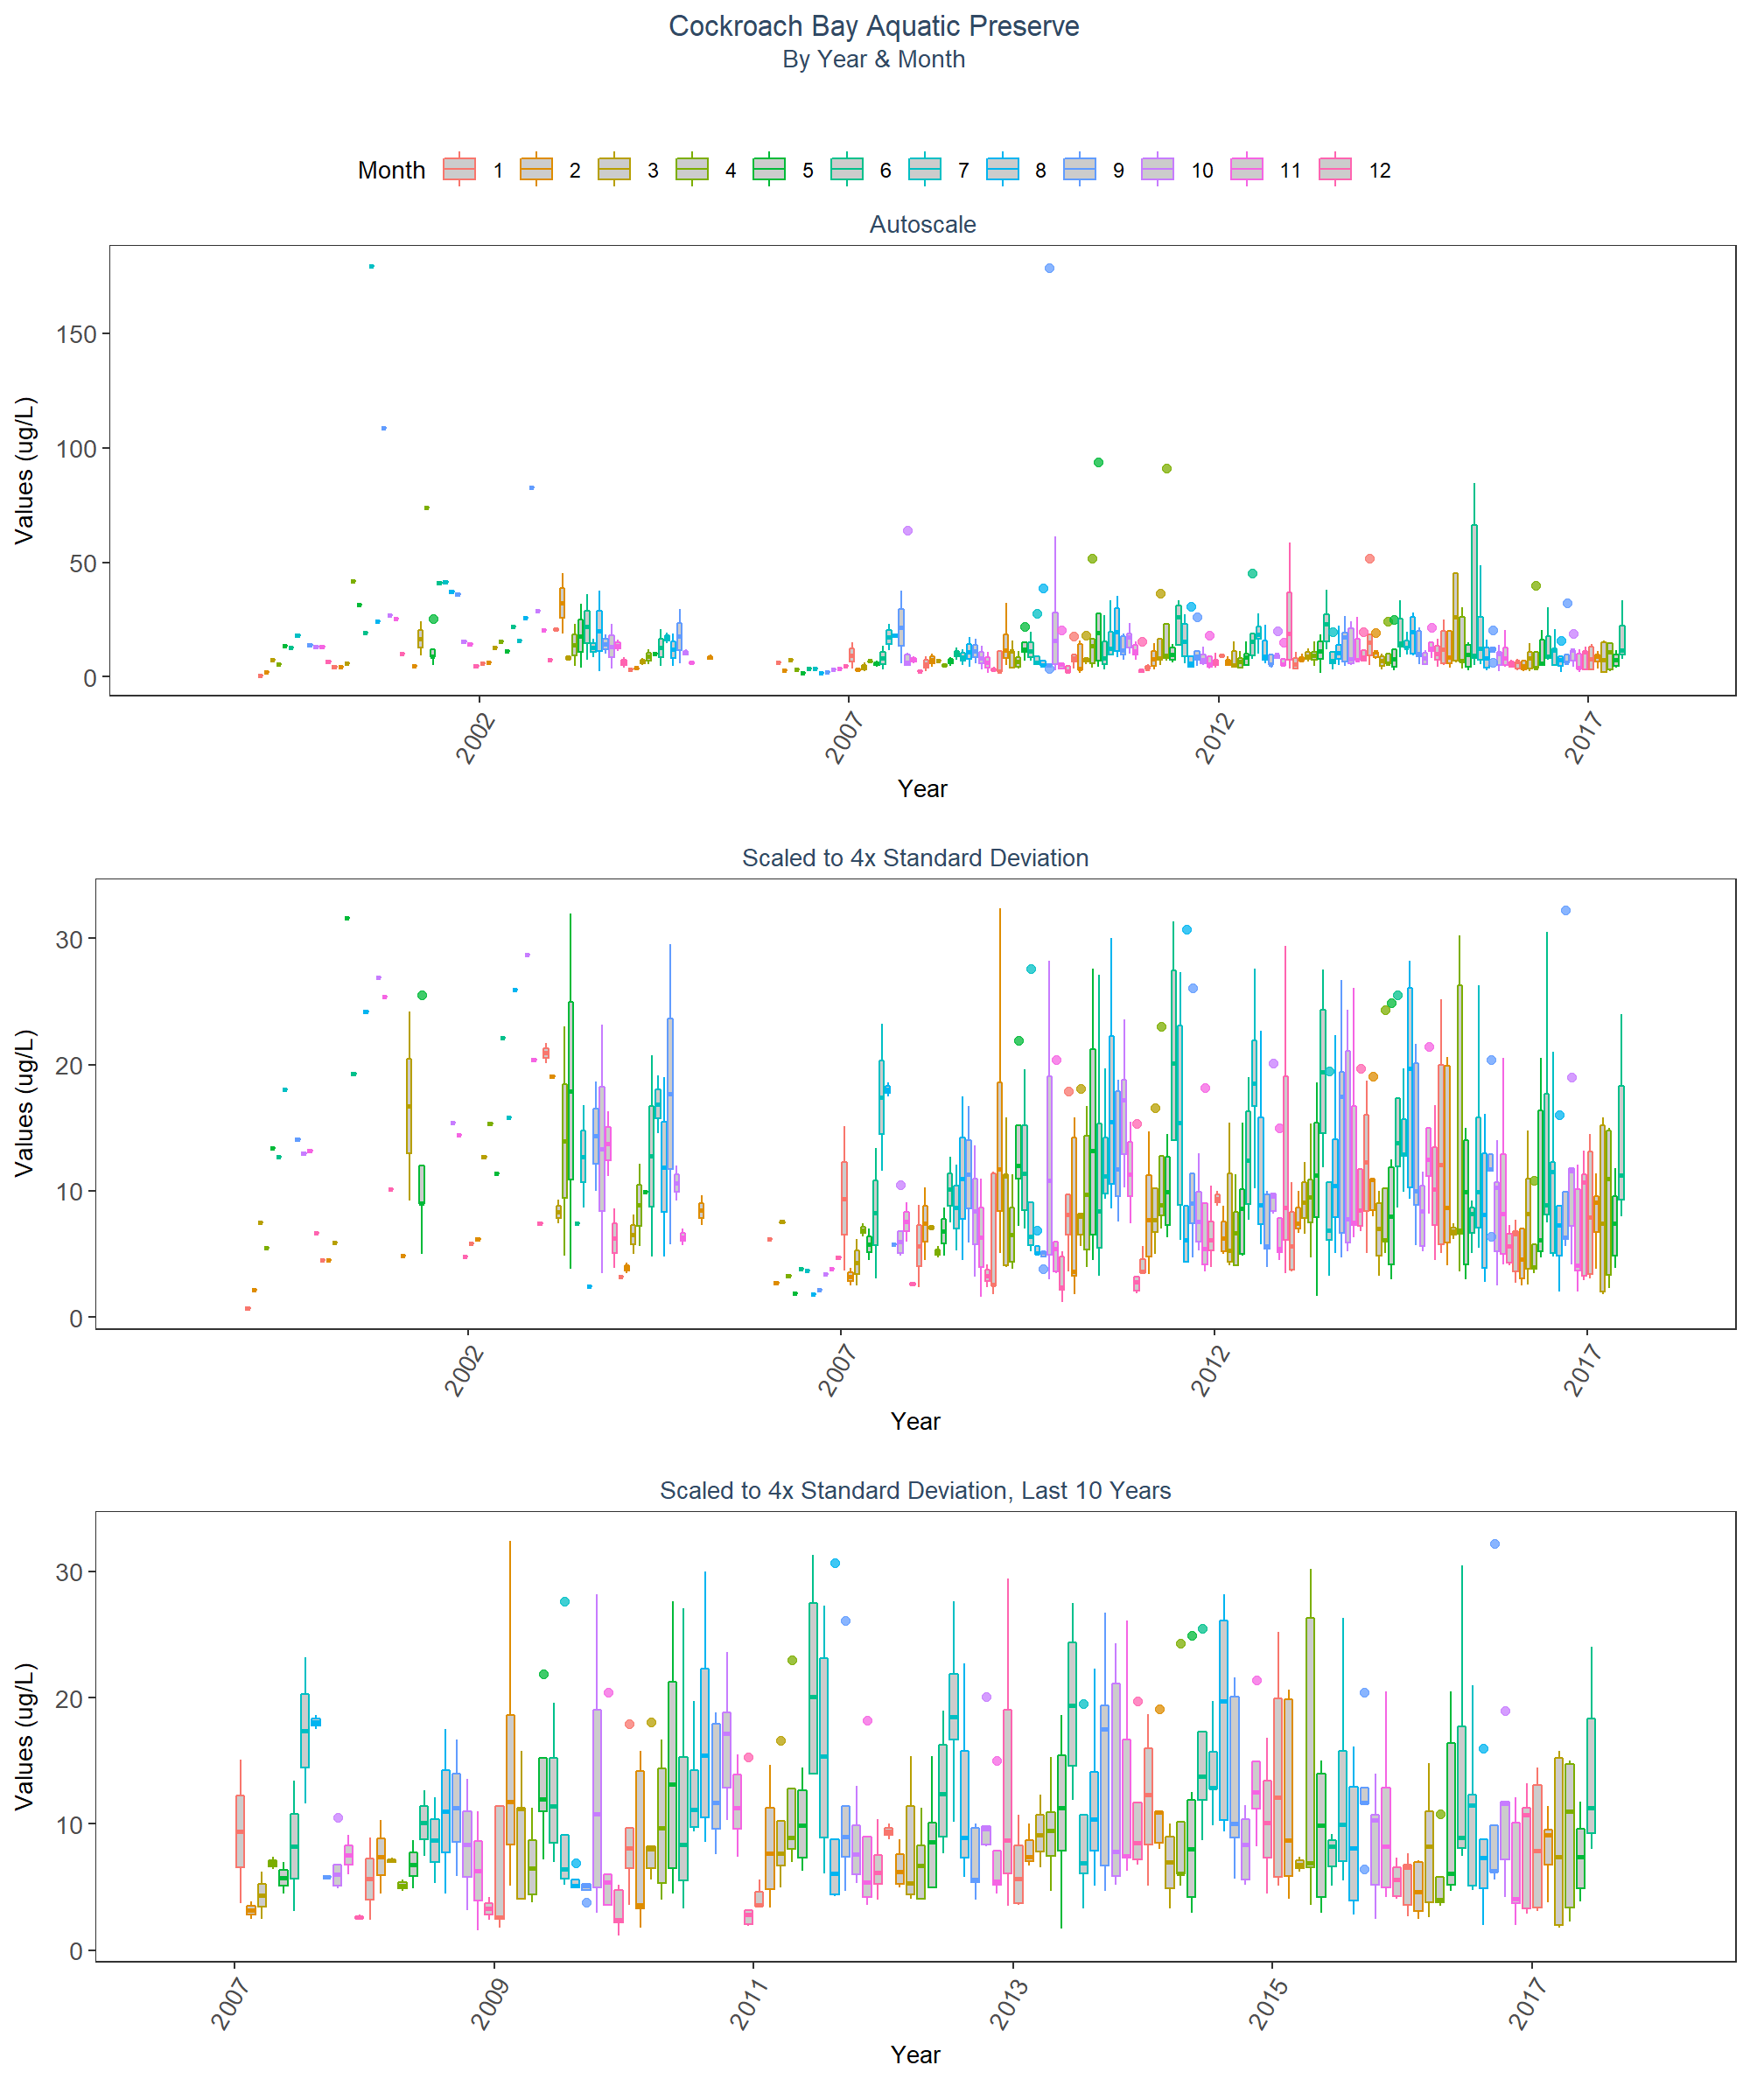 Cockroach Bay Aquatic Preserve
By Year & Month
Month 1 2 3 4 5 6 7 8 9 10 11 12
Autoscale
Values (ug/L)
150
100
50
0
2002 2007 2012 2017
Year
Scaled to 4x Standard Deviation
Values (ug/L)
30
20
10
0
2002 2007 2012 2017
Year
Scaled to 4x Standard Deviation, Last 10 Years
Values (ug/L)
30
20
10
0
2007 2009 2011 2013 2015 2017
Year